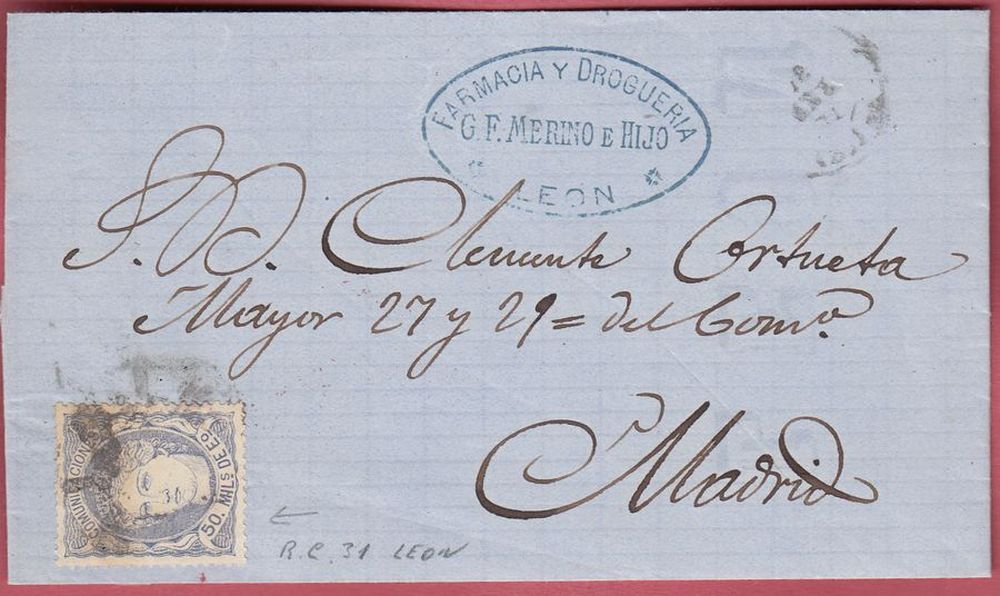 FARMACIA Y DROGUERIA
G. F. MERINO E HIJO
LEON
S. D. Clemente Ortueta
Mayor 27 y 29 = del Comº.
Madrid
COMUNICACIONES
50. MILS DE EO.
31
R.C. 31 LEON